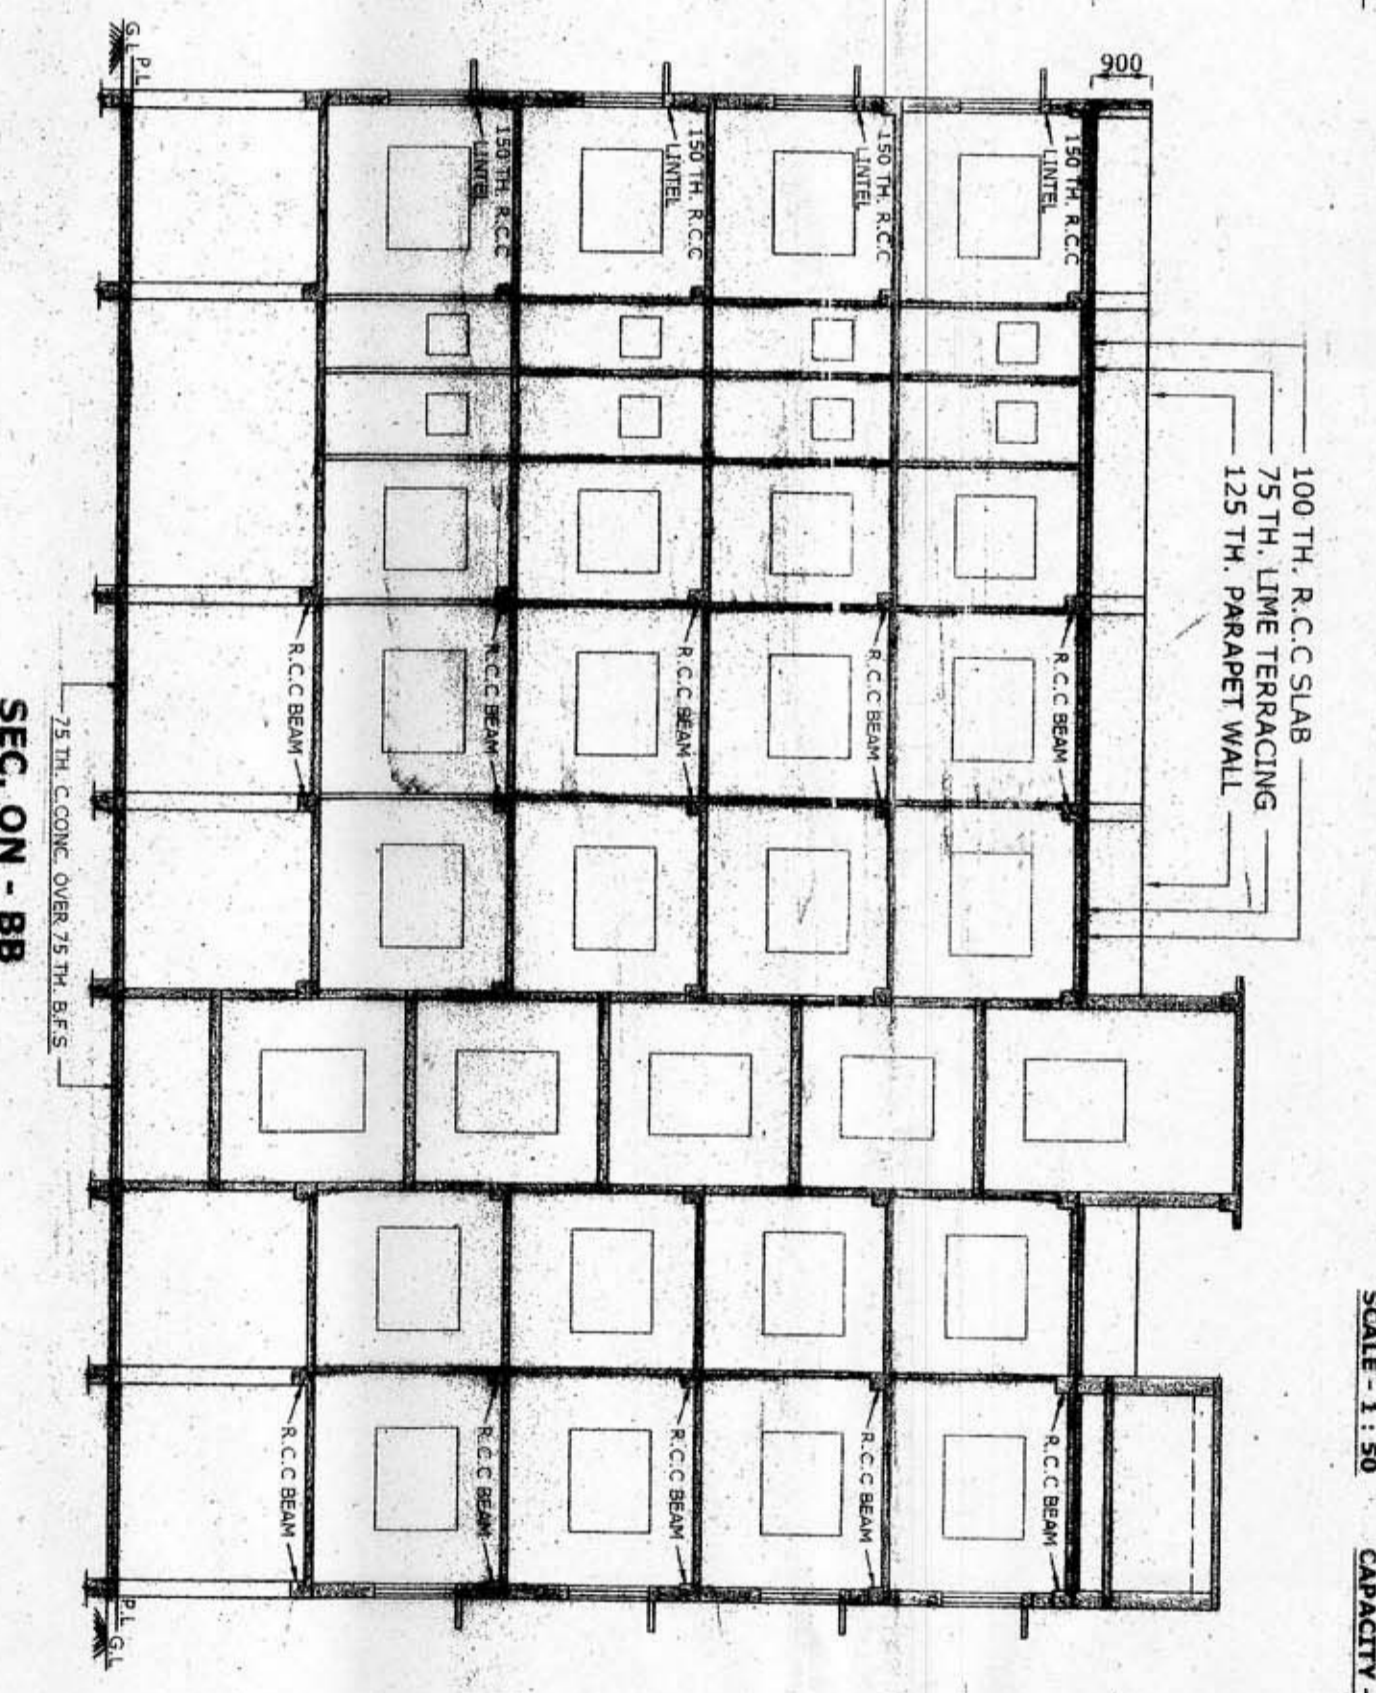 SCALE - 1 : 50 CAPACITY -
100 TH. R.C.C SLAB
75 TH. LIME TERRACING
125 TH. PARAPET WALL
900
150 TH. R.C.C
LINTEL
R.C.C BEAM
R.C.C BEAM
150 TH. R.C.C
LINTEL
R.C.C BEAM
R.C.C BEAM
150 TH. R.C.C
LINTEL
R.C.C BEAM
R.C.C BEAM
150 TH. R.C.C
LINTEL
R.C.C BEAM
R.C.C BEAM
R.C.C BEAM
R.C.C BEAM
P.L
G.L
P.L
G.L
75 TH. C.CONC. OVER 75 TH. B.F.S
SEC. ON - BB